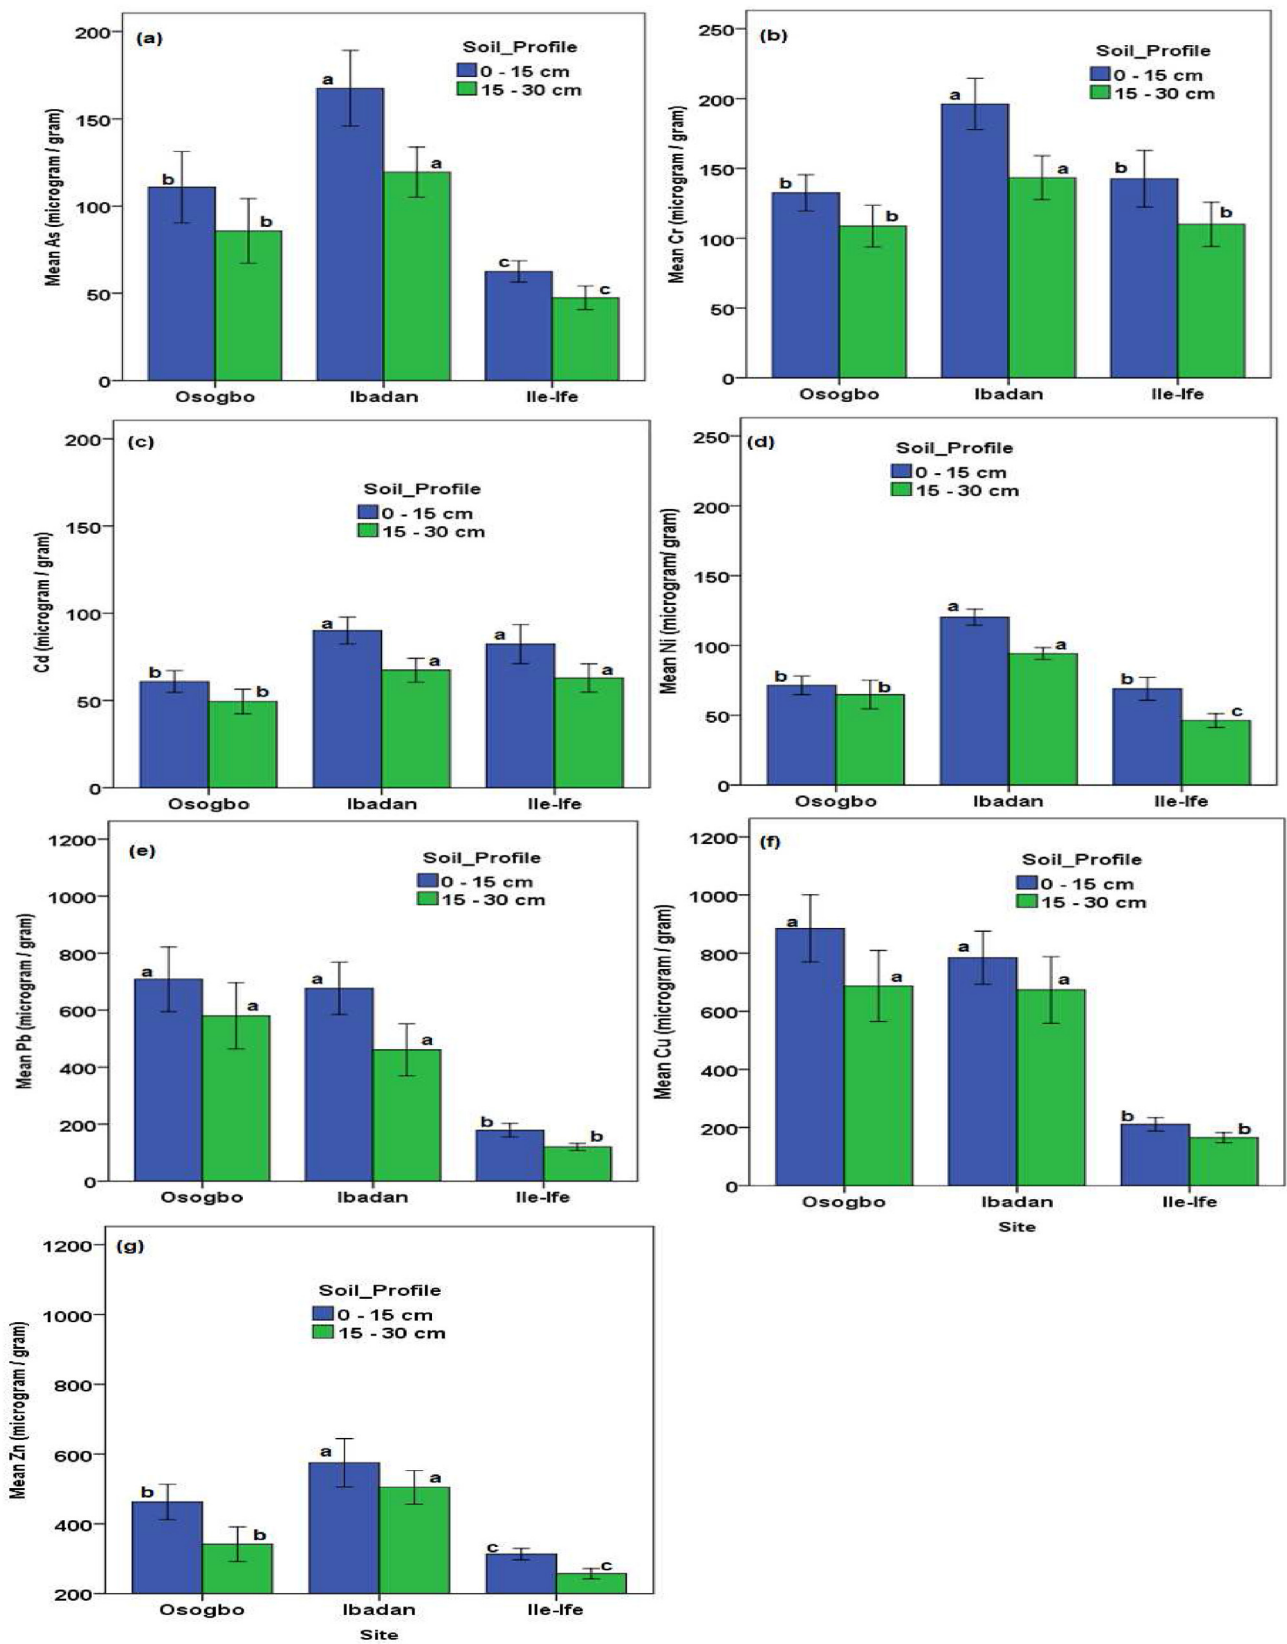 (a)
Soil_Profile
0 - 15 cm
15 - 30 cm
Mean As (microgram / gram)
200
150
100
50
0
b
b
a
a
c
c
Osogbo
Ibadan
Ile-Ife
(b)
Soil_Profile
0 - 15 cm
15 - 30 cm
Mean Cr (microgram / gram)
250
200
150
100
50
0
b
b
a
a
b
b
Osogbo
Ibadan
Ile-Ife
(c)
Soil_Profile
0 - 15 cm
15 - 30 cm
Cd (microgram / gram)
200
150
100
50
0
b
b
a
a
a
a
Osogbo
Ibadan
Ile-Ife
(d)
Soil_Profile
0 - 15 cm
15 - 30 cm
Mean Ni (microgram/ gram)
250
200
150
100
50
0
b
b
a
a
b
c
Osogbo
Ibadan
Ile-Ife
(e)
Soil_Profile
0 - 15 cm
15 - 30 cm
Mean Pb (microgram / gram)
1200
1000
800
600
400
200
0
a
a
a
a
b
b
Osogbo
Ibadan
Ile-Ife
(f)
Soil_Profile
0 - 15 cm
15 - 30 cm
Mean Cu (microgram / gram)
1200
1000
800
600
400
200
0
a
a
a
a
b
b
Osogbo
Ibadan
Ile-Ife
Site
(g)
Soil_Profile
0 - 15 cm
15 - 30 cm
Mean Zn (microgram / gram)
1200
1000
800
600
400
200
b
b
a
a
c
c
Osogbo
Ibadan
Ile-Ife
Site